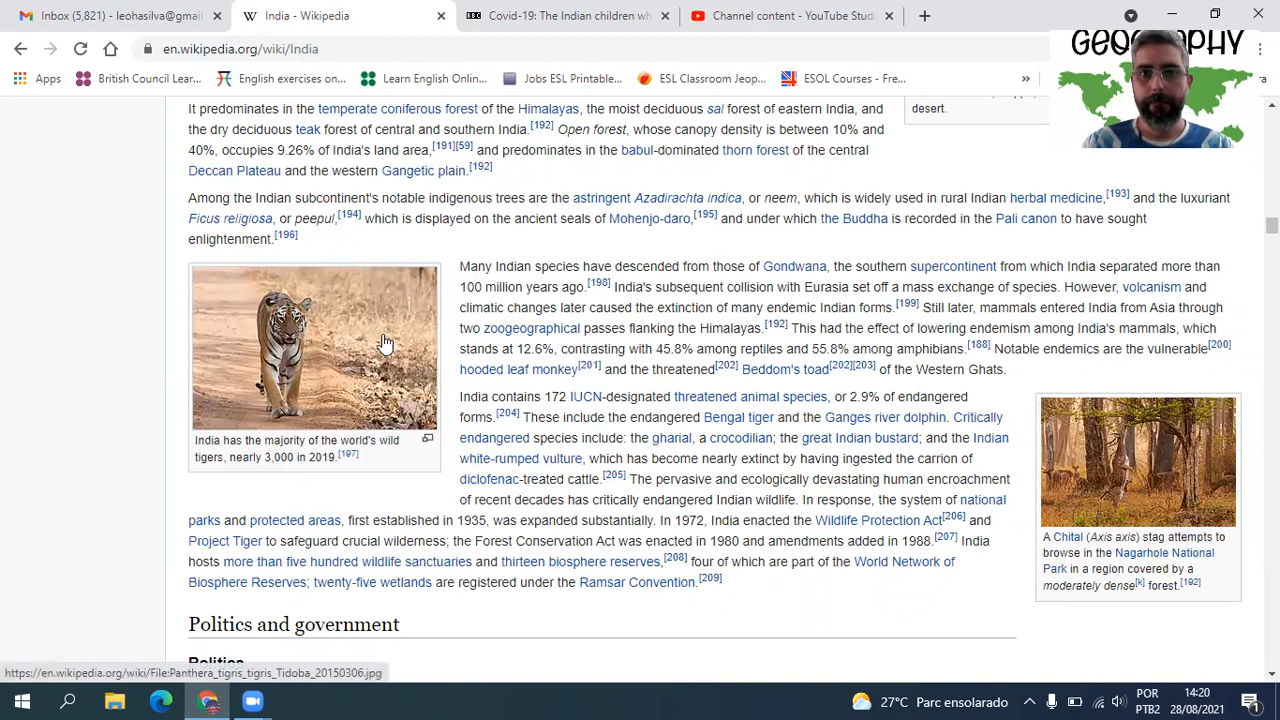 Inbox (5,821) - leohasilva@gmail
India - Wikipedia
Covid-19: The Indian children wh
Channel content - YouTube Stud
en.wikipedia.org/wiki/India
GEOGRAPHY
Apps
British Council Lear...
English exercises on...
Learn English Onlin...
Jobs ESL Printable...
ESL Classroom Jeop...
ESOL Courses - Fre...
»
It predominates in the temperate coniferous forest of the Himalayas, the moist deciduous sal forest of eastern India, and
the dry deciduous teak forest of central and southern India.[192] Open forest, whose canopy density is between 10% and
40%, occupies 9.26% of India's land area,[191][59] and predominates in the babul-dominated thorn forest of the central
Deccan Plateau and the western Gangetic plain.[192]
desert.
Among the Indian subcontinent's notable indigenous trees are the astringent Azadirachta indica, or neem, which is widely used in rural Indian herbal medicine,[193] and the luxuriant
Ficus religiosa, or peepul,[194] which is displayed on the ancient seals of Mohenjo-daro,[195] and under which the Buddha is recorded in the Pali canon to have sought
enlightenment.[196]
India has the majority of the world's wild
tigers, nearly 3,000 in 2019.[197]
Many Indian species have descended from those of Gondwana, the southern supercontinent from which India separated more than
100 million years ago.[198] India's subsequent collision with Eurasia set off a mass exchange of species. However, volcanism and
climatic changes later caused the extinction of many endemic Indian forms.[199] Still later, mammals entered India from Asia through
two zoogeographical passes flanking the Himalayas.[192] This had the effect of lowering endemism among India's mammals, which
stands at 12.6%, contrasting with 45.8% among reptiles and 55.8% among amphibians.[188] Notable endemics are the vulnerable[200]
hooded leaf monkey[201] and the threatened[202] Beddom's toad[202][203] of the Western Ghats.
India contains 172 IUCN-designated threatened animal species, or 2.9% of endangered
forms.[204] These include the endangered Bengal tiger and the Ganges river dolphin. Critically
endangered species include: the gharial, a crocodilian; the great Indian bustard; and the Indian
white-rumped vulture, which has become nearly extinct by having ingested the carrion of
diclofenac-treated cattle.[205] The pervasive and ecologically devastating human encroachment
of recent decades has critically endangered Indian wildlife. In response, the system of national
parks and protected areas, first established in 1935, was expanded substantially. In 1972, India enacted the Wildlife Protection Act[206] and
Project Tiger to safeguard crucial wilderness; the Forest Conservation Act was enacted in 1980 and amendments added in 1988.[207] India
hosts more than five hundred wildlife sanctuaries and thirteen biosphere reserves,[208] four of which are part of the World Network of
Biosphere Reserves; twenty-five wetlands are registered under the Ramsar Convention.[209]
A Chital (Axis axis) stag attempts to
browse in the Nagarhole National
Park in a region covered by a
moderately dense[k] forest.[192]
Politics and government
Politics
https://en.wikipedia.org/wiki/File:Panthera_tigris_tigris_Tidoba_20150306.jpg
27°C Parc ensolarado
POR
PTB2
14:20
28/08/2021
1